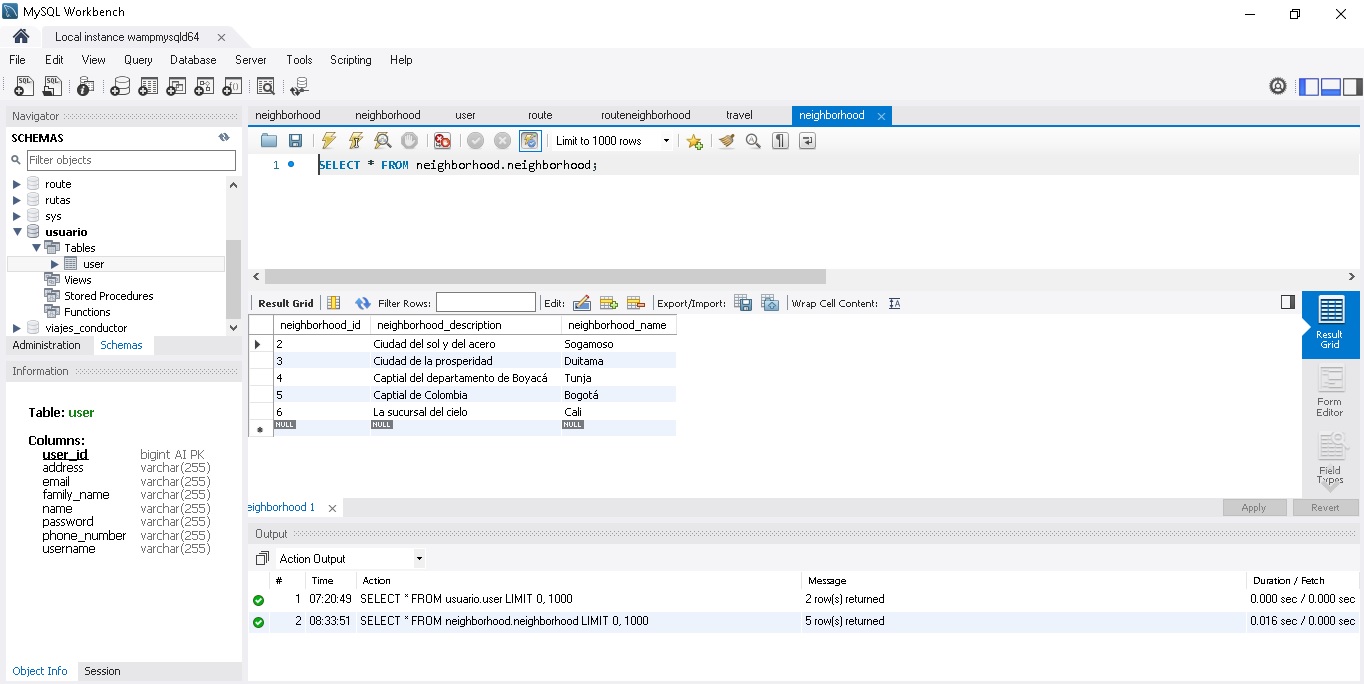 MySQL Workbench
Local instance wampmysqld64
File Edit View Query Database Server Tools Scripting Help
Navigator
SCHEMAS
Filter objects
route
rutas
sys
usuario
Tables
user
Views
Stored Procedures
Functions
viajes_conductor
Administration Schemas
Information
Table: user
Columns:
user_id bigint AI PK
address varchar(255)
email varchar(255)
family_name varchar(255)
name varchar(255)
password varchar(255)
phone_number varchar(255)
username varchar(255)
Object Info Session
neighborhood neighborhood user route routeneighborhood travel neighborhood
Limit to 1000 rows
1 SELECT * FROM neighborhood.neighborhood;
Result Grid Filter Rows: Edit: Export/Import: Wrap Cell Content: IA
neighborhood_id neighborhood_description neighborhood_name
2 Ciudad del sol y del acero Sogamoso
3 Ciudad de la prosperidad Duitama
4 Captial del departamento de Boyacá Tunja
5 Captial de Colombia Bogotá
6 La sucursal del cielo Cali
NULL NULL NULL
Result
Grid
Form
Editor
Field
Types
eighborhood 1
Apply Revert
Output
Action Output
# Time Action Message Duration / Fetch
1 07:20:49 SELECT * FROM usuario.user LIMIT 0, 1000 2 row(s) returned 0.000 sec / 0.000 sec
2 08:33:51 SELECT * FROM neighborhood.neighborhood LIMIT 0, 1000 5 row(s) returned 0.016 sec / 0.000 sec